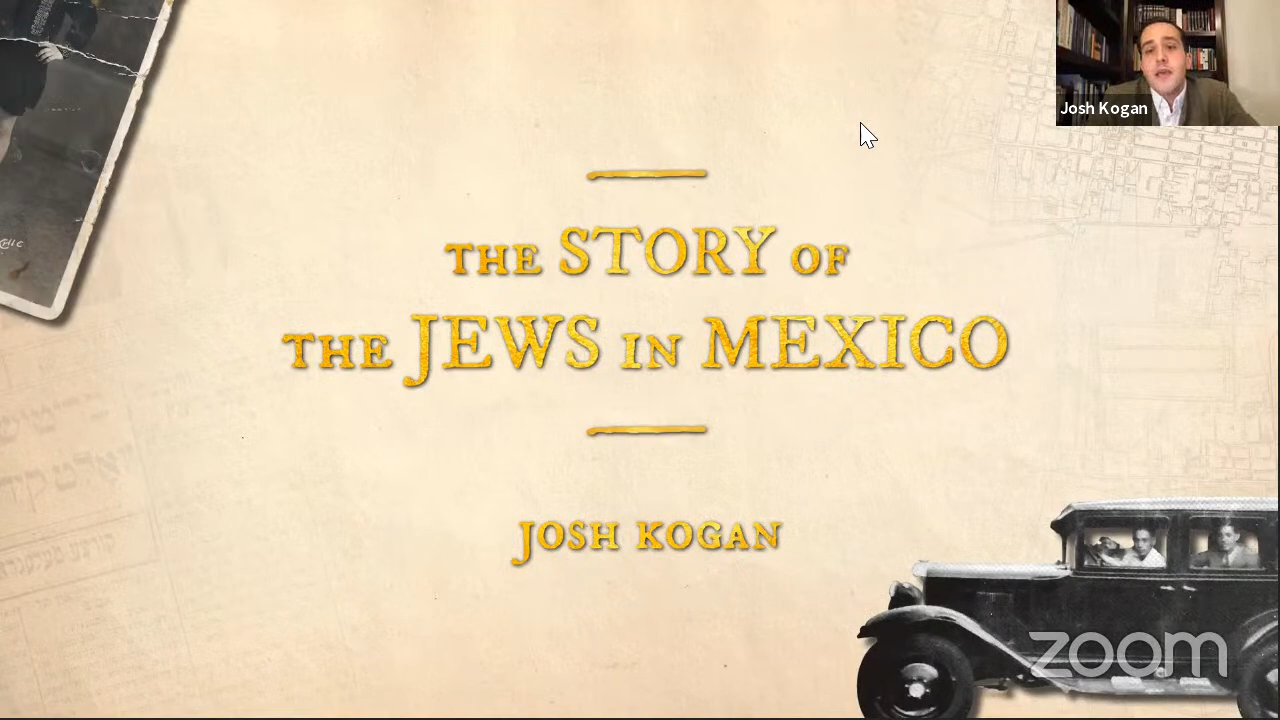 Josh Kogan
THE STORY OF
THE JEWS IN MEXICO
JOSH KOGAN
zoom